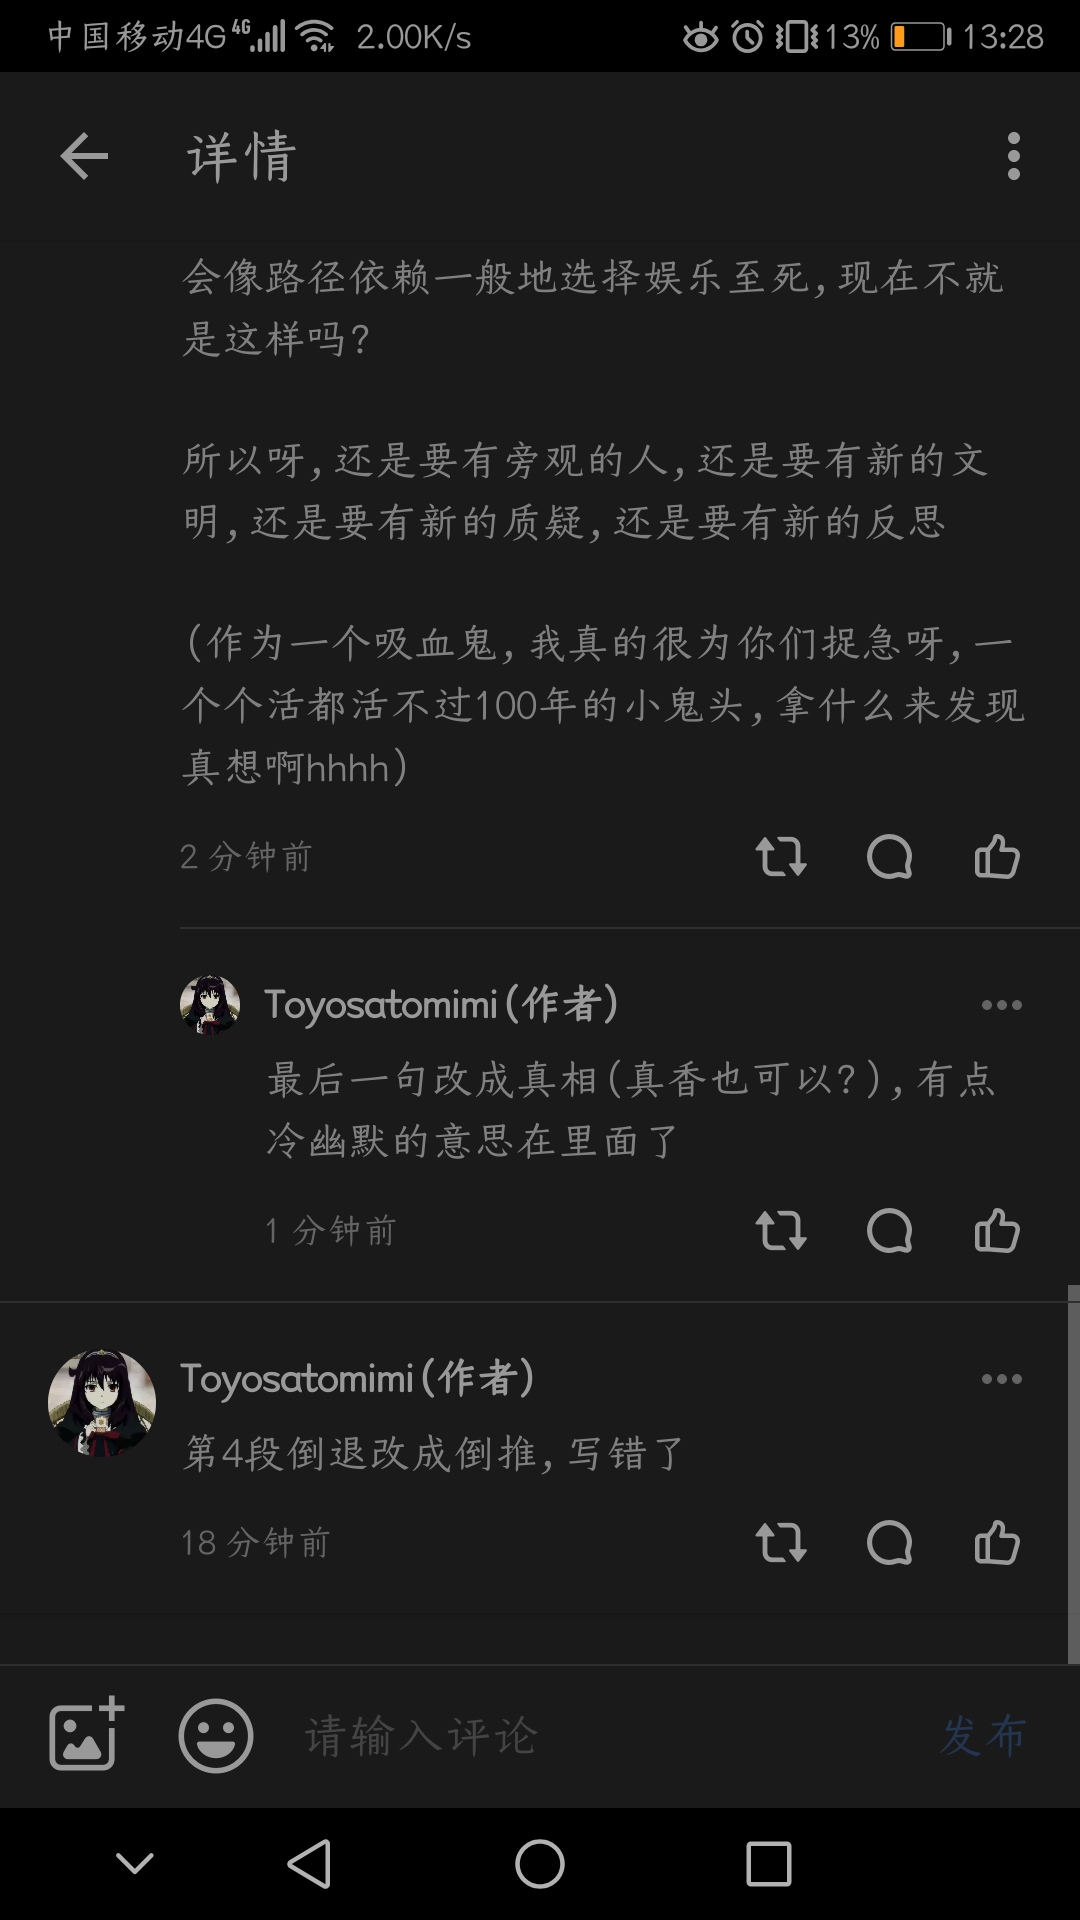 中国移动4G 4G 2.00K/s 13% 13:28
详情
会像路径依赖一般地选择娱乐至死,现在不就
是这样吗?
所以呀,还是要有旁观的人,还是要有新的文
明,还是要有新的质疑,还是要有新的反思
(作为一个吸血鬼,我真的很为你们捉急呀,一
个个活都活不过100年的小鬼头,拿什么来发现
真想啊hhhh)
2 分钟前
Toyosatomimi(作者)
最后一句改成真相(真香也可以?),有点
冷幽默的意思在里面了
1 分钟前
Toyosatomimi(作者)
第4段倒退改成倒推,写错了
18 分钟前
请输入评论 发布